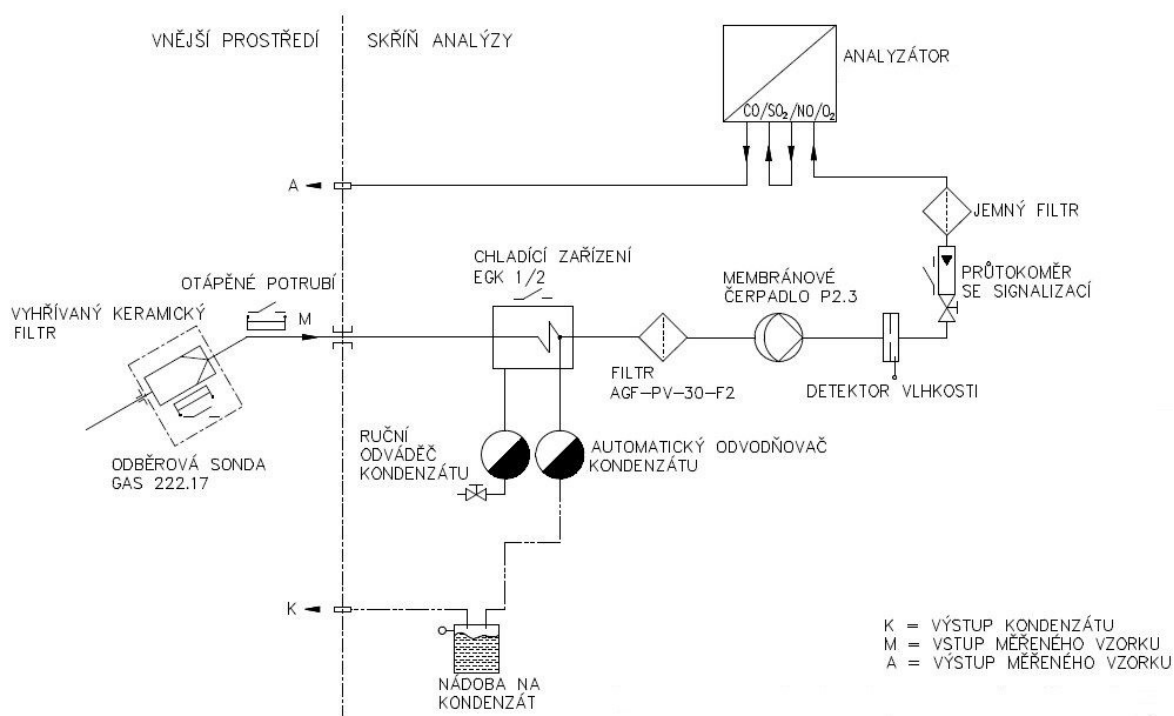 VNĚJŠÍ PROSTŘEDÍ
SKŘÍŇ ANALÝZY
ANALYZÁTOR
CO/SO₂/NO/O₂
A
JEMNÝ FILTR
CHLADÍCÍ ZAŘÍZENÍ
EGK 1/2
OTÁPĚNÉ POTRUBÍ
M
MEMBRÁNOVÉ
ČERPADLO P2.3
PRŮTOKOMĚR
SE SIGNALIZACÍ
VYHŘÍVANÝ KERAMICKÝ
FILTR
FILTR
AGF-PV-30-F2
DETEKTOR VLHKOSTI
ODBĚROVÁ SONDA
GAS 222.17
RUČNÍ
ODVÁDĚČ
KONDENZÁTU
AUTOMATICKÝ ODVODŇOVAČ
KONDENZÁTU
K
NÁDOBA NA
KONDENZÁT
K = VÝSTUP KONDENZÁTU
M = VSTUP MĚŘENÉHO VZORKU
A = VÝSTUP MĚŘENÉHO VZORKU